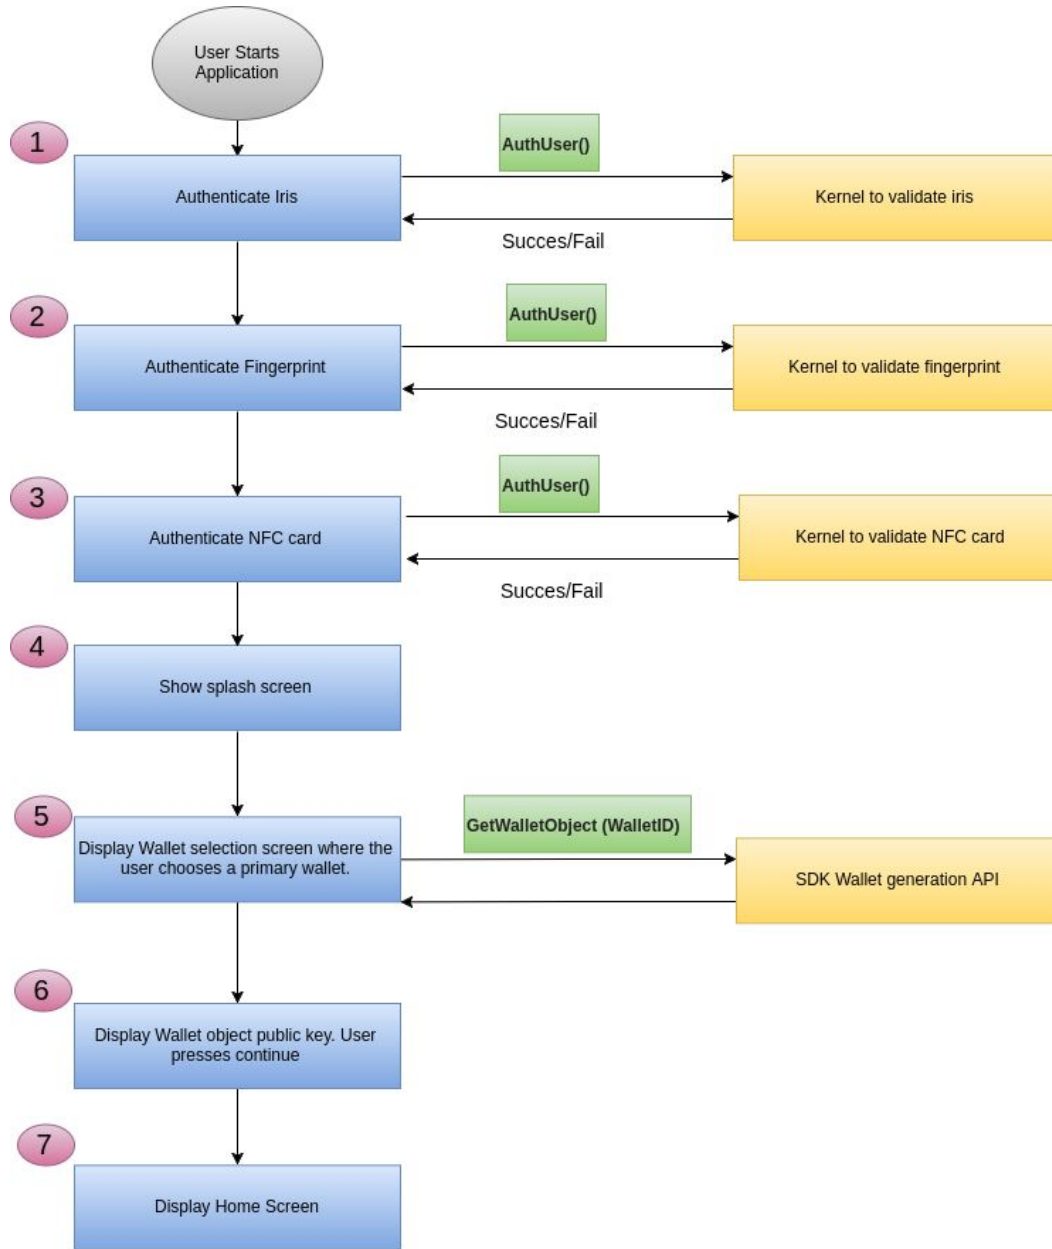 User Starts
Application
1
AuthUser()
Authenticate Iris
Kernel to validate iris
Succes/Fail
2
AuthUser()
Authenticate Fingerprint
Kernel to validate fingerprint
Succes/Fail
3
AuthUser()
Authenticate NFC card
Kernel to validate NFC card
Succes/Fail
4
Show splash screen
5
GetWalletObject (WalletID)
Display Wallet selection screen where the
user chooses a primary wallet.
SDK Wallet generation API
6
Display Wallet object public key. User
presses continue
7
Display Home Screen